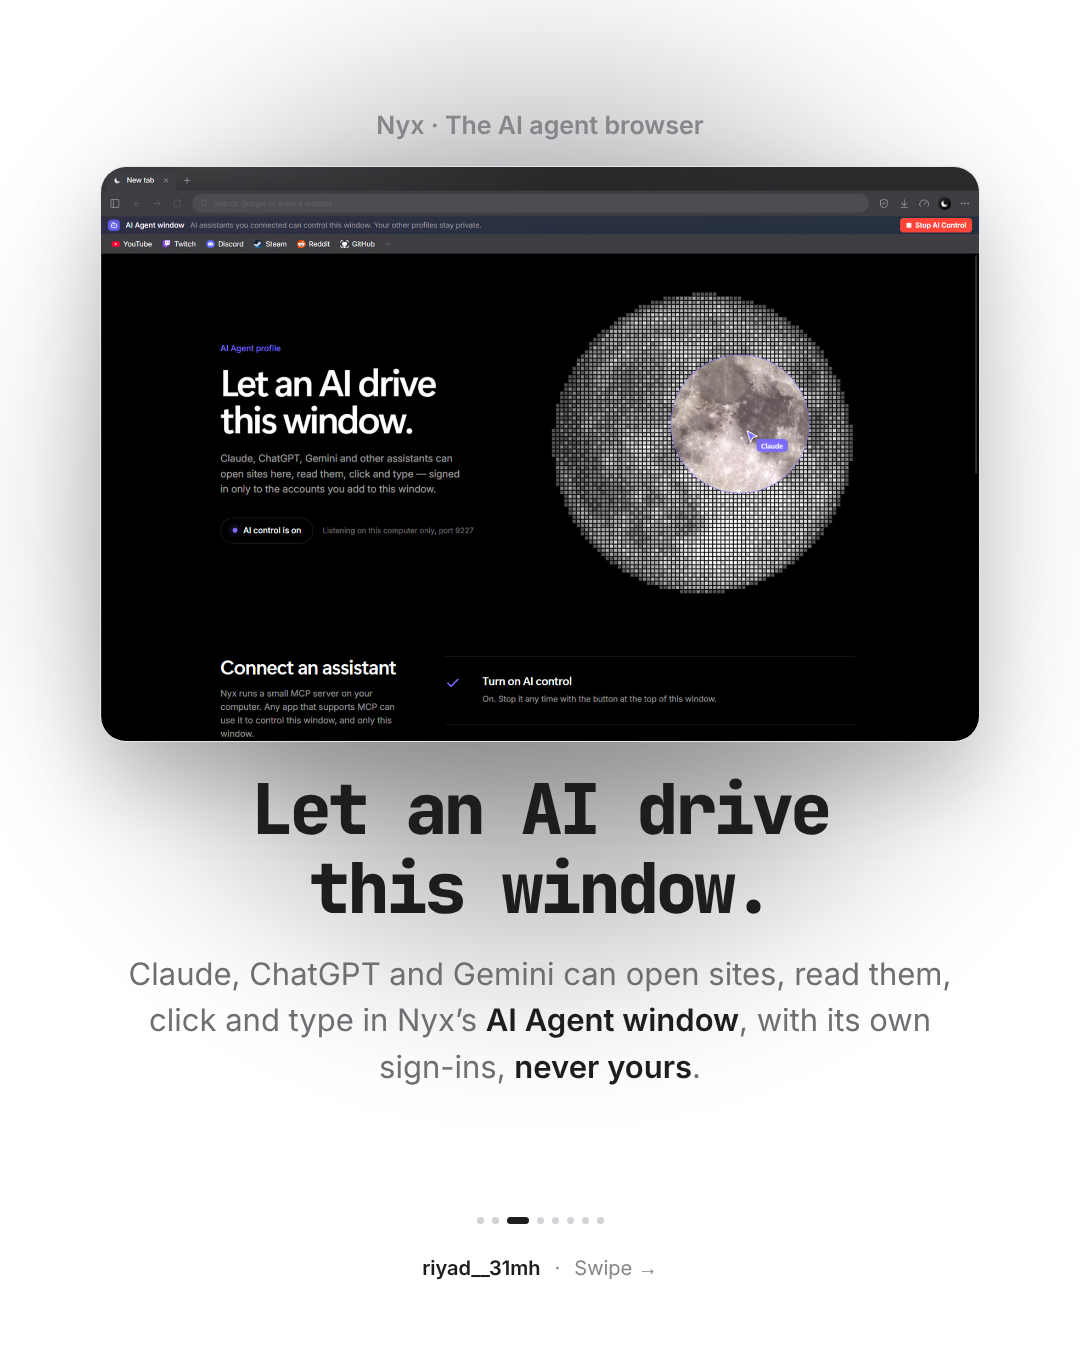 Nyx · The AI agent browser
New tab
Search Google or enter a website
AI Agent window AI assistants you connected can control this window. Your other profiles stay private.
Stop AI Control
YouTube Twitch Discord Steam Reddit GitHub
AI Agent profile
Let an AI drive
this window.
Claude, ChatGPT, Gemini and other assistants can
open sites here, read them, click and type — signed
in only to the accounts you add to this window.
AI control is on Listening on this computer only, port 9227
Claude
Connect an assistant
Nyx runs a small MCP server on your
computer. Any app that supports MCP can
use it to control this window, and only this
window.
Turn on AI control
On. Stop it any time with the button at the top of this window.
Let an AI drive
this window.
Claude, ChatGPT and Gemini can open sites, read them,
click and type in Nyx’s AI Agent window, with its own
sign-ins, never yours.
riyad__31mh · Swipe →